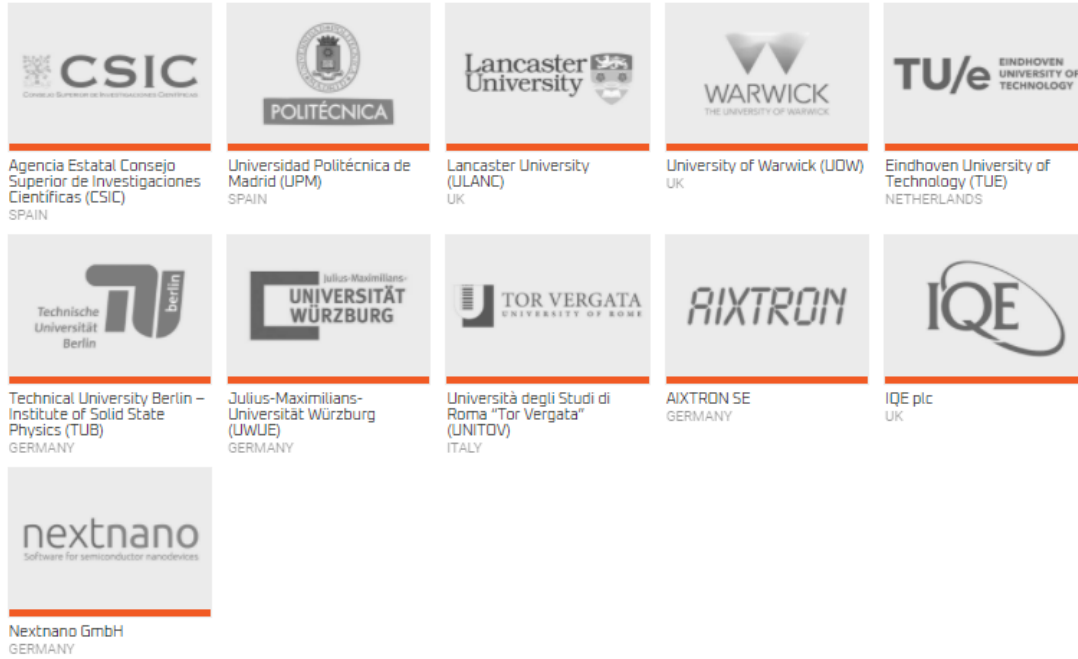 CSIC
CONSEJO SUPERIOR DE INVESTIGACIONES CIENTÍFICAS
Agencia Estatal Consejo
Superior de Investigaciones
Científicas (CSIC)
SPAIN
POLITÉCNICA
Universidad Politécnica de
Madrid (UPM)
SPAIN
Lancaster
University
Lancaster University
(ULANC)
UK
WARWICK
THE UNIVERSITY OF WARWICK
University of Warwick (UOW)
UK
TU/e
EINDHOVEN
UNIVERSITY OF
TECHNOLOGY
Eindhoven University of
Technology (TUE)
NETHERLANDS
Technische
Universität
Berlin
berlin
Technical University Berlin –
Institute of Solid State
Physics (TUB)
GERMANY
Julius-Maximilians-
UNIVERSITÄT
WÜRZBURG
Julius-Maximilians-
Universität Würzburg
(UWUE)
GERMANY
TOR VERGATA
UNIVERSITY OF ROME
Università degli Studi di
Roma “Tor Vergata”
(UNITOV)
ITALY
AIXTRON
AIXTRON SE
GERMANY
IQE
IQE plc
UK
nextnano
Software for semiconductor nanodevices
Nextnano GmbH
GERMANY